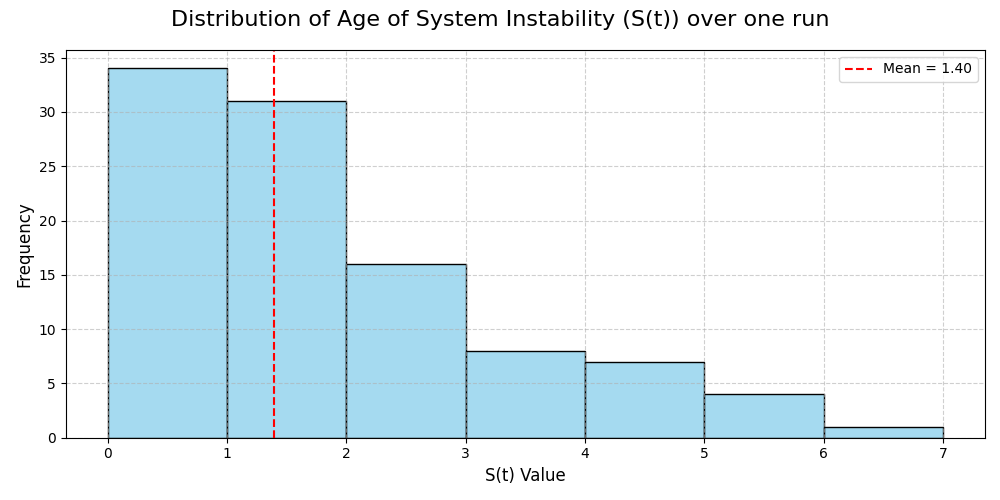 Distribution of Age of System Instability (S(t)) over one run
Mean = 1.40
Frequency
35
30
25
20
15
10
5
0
0 1 2 3 4 5 6 7
S(t) Value